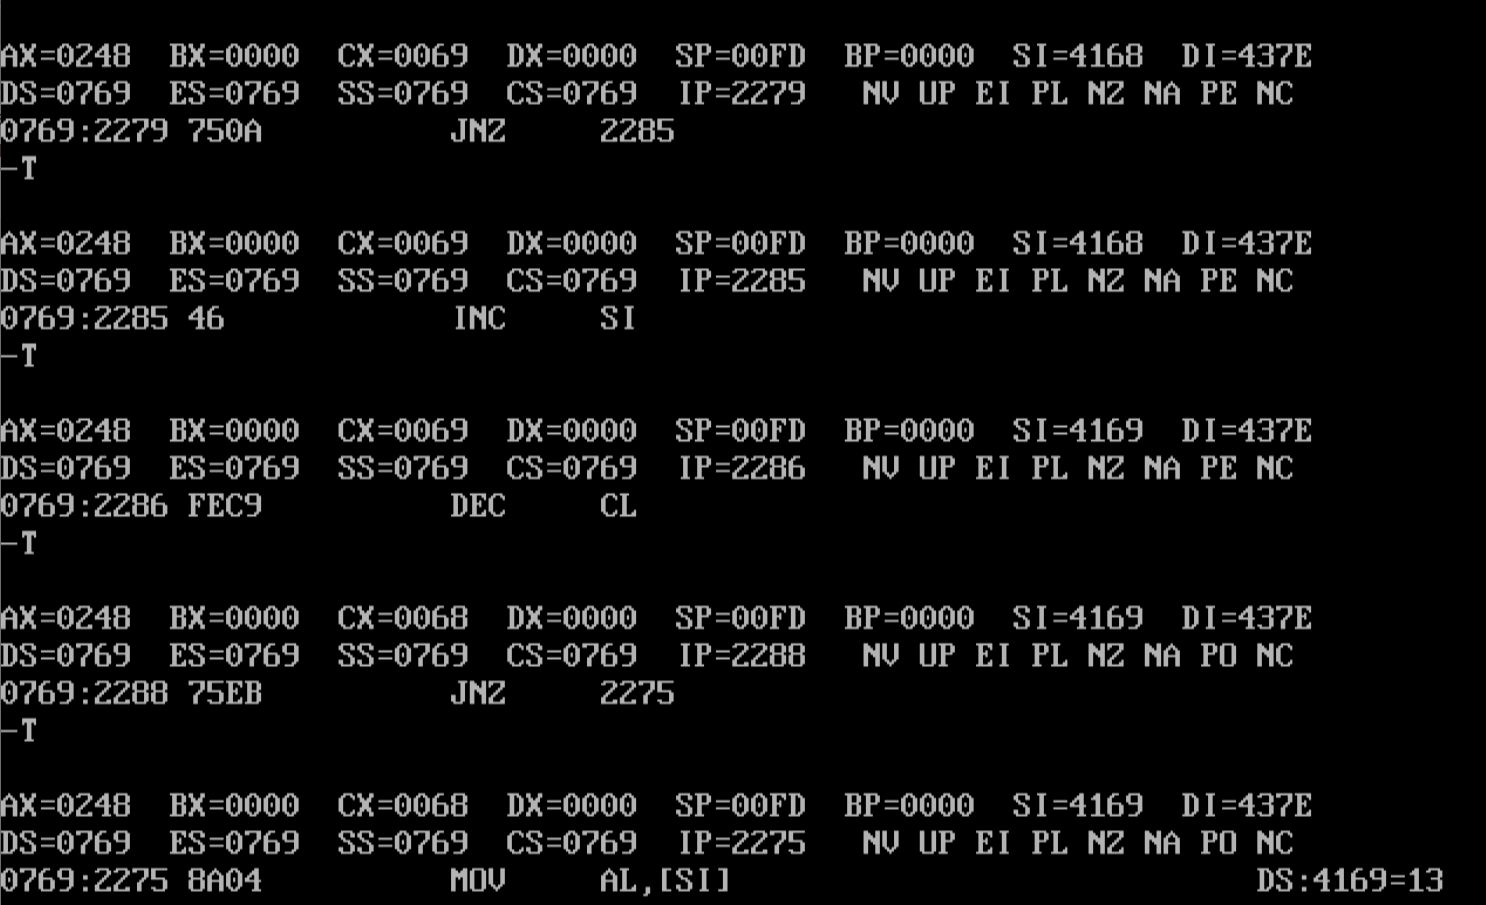 AX=0248  BX=0000  CX=0069  DX=0000  SP=00FD  BP=0000  SI=4168  DI=437E
DS=0769  ES=0769  SS=0769  CS=0769  IP=2279   NV UP EI PL NZ NA PE NC
0769:2279 750A          JNZ     2285
-T
AX=0248  BX=0000  CX=0069  DX=0000  SP=00FD  BP=0000  SI=4168  DI=437E
DS=0769  ES=0769  SS=0769  CS=0769  IP=2285   NV UP EI PL NZ NA PE NC
0769:2285 46            INC     SI
-T
AX=0248  BX=0000  CX=0069  DX=0000  SP=00FD  BP=0000  SI=4169  DI=437E
DS=0769  ES=0769  SS=0769  CS=0769  IP=2286   NV UP EI PL NZ NA PE NC
0769:2286 FEC9          DEC     CL
-T
AX=0248  BX=0000  CX=0068  DX=0000  SP=00FD  BP=0000  SI=4169  DI=437E
DS=0769  ES=0769  SS=0769  CS=0769  IP=2288   NV UP EI PL NZ NA PO NC
0769:2288 75EB          JNZ     2275
-T
AX=0248  BX=0000  CX=0068  DX=0000  SP=00FD  BP=0000  SI=4169  DI=437E
DS=0769  ES=0769  SS=0769  CS=0769  IP=2275   NV UP EI PL NZ NA PO NC
0769:2275 8A04          MOV     AL,[SI]                            DS:4169=13